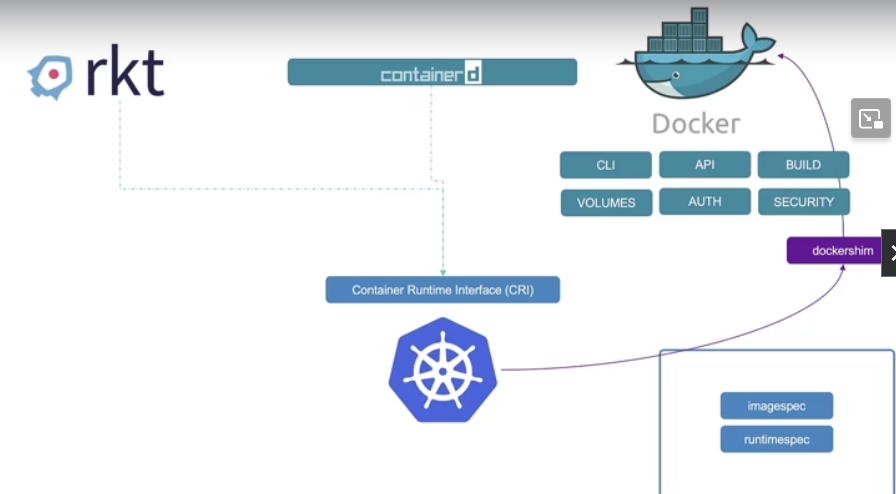 rkt
containerd
Docker
CLI
API
BUILD
VOLUMES
AUTH
SECURITY
dockershim
Container Runtime Interface (CRI)
imagespec
runtimespec